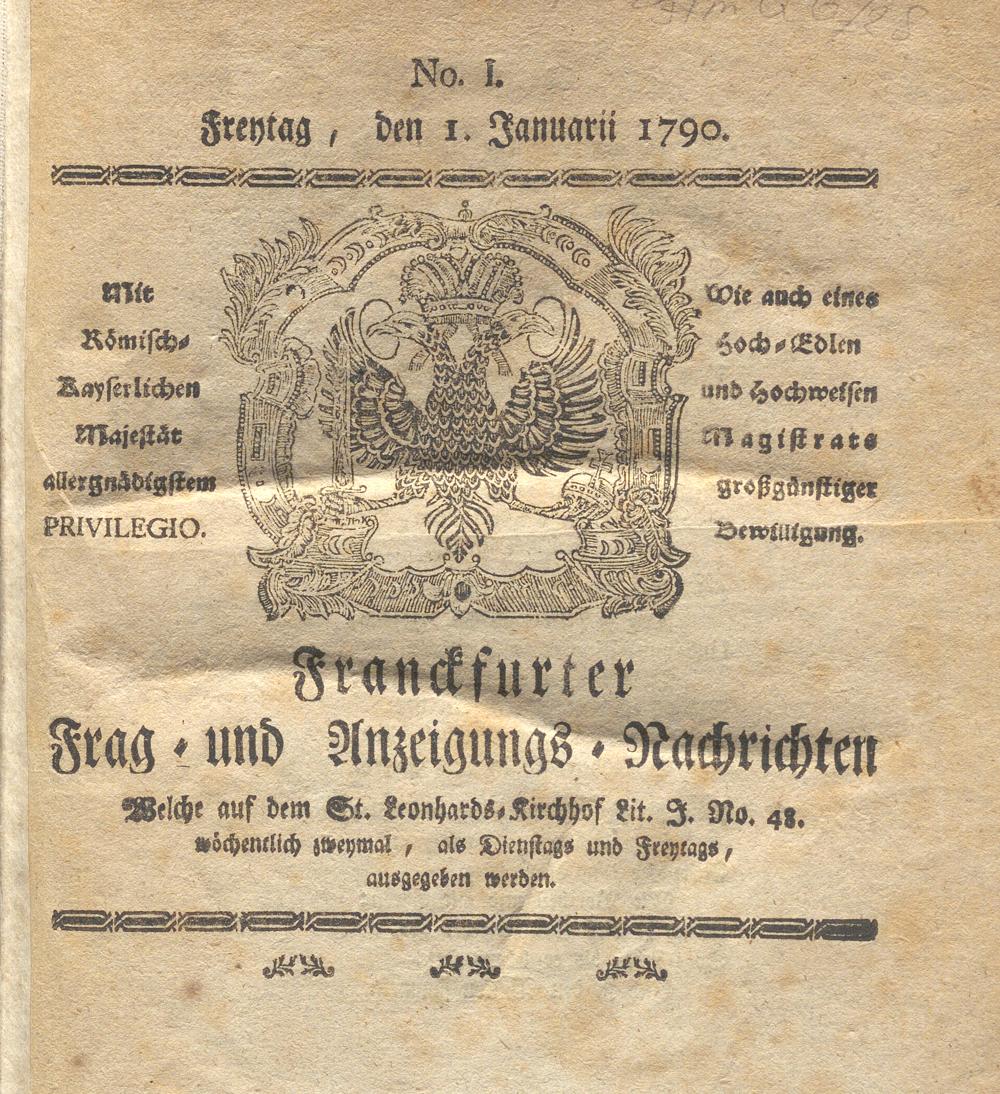 No. I.
Freytag, den 1. Januarii 1790.
Mit
Römisch-
Kayserlichen
Majestät
allergnädigstem
PRIVILEGIO.
Wie auch eines
Hoch-Edlen
und Hochweisen
Magistrats
großgünstiger
Bewilligung.
Franckfurter
Frag- und Anzeigungs-Nachrichten
Welche auf dem St. Leonhards-Kirchhof Lit. J. No. 48.
wöchentlich zweymal, als Dienstags und Freytags,
ausgegeben werden.